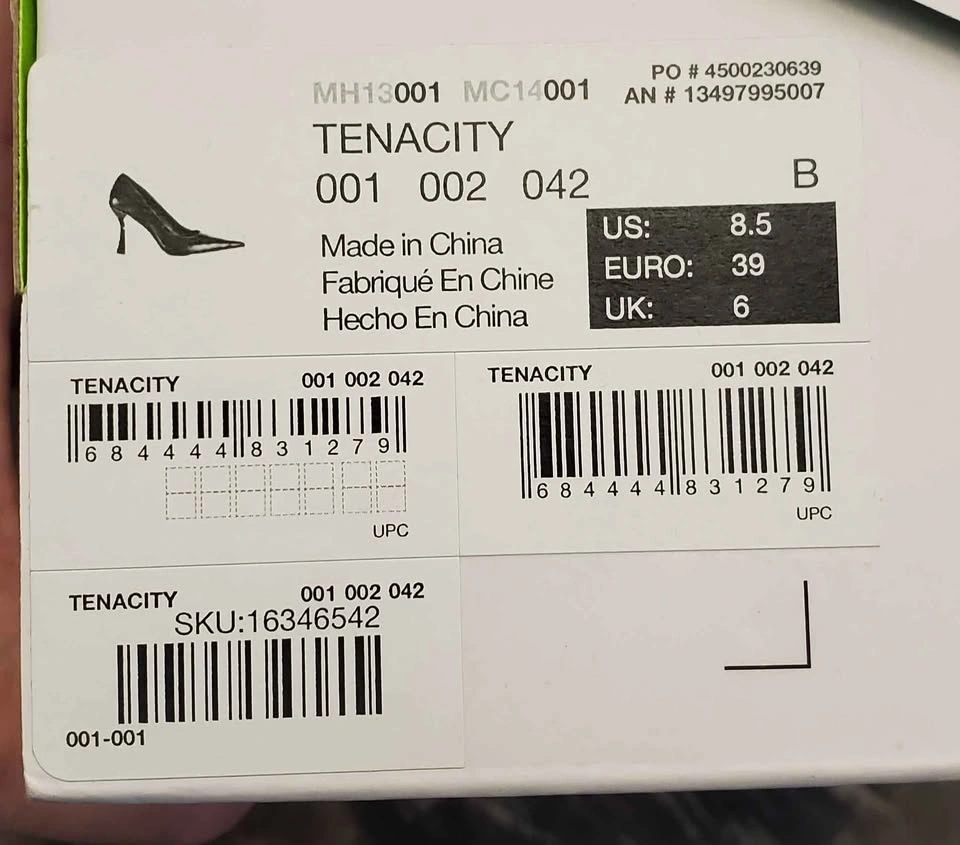 MH13001 MC14001
PO # 4500230639
AN # 13497995007
TENACITY
001 002 042
B
Made in China
Fabriqué En Chine
Hecho En China
US: 8.5
EURO: 39
UK: 6
TENACITY 001 002 042
6 8 4 4 4 4 8 3 1 2 7 9
UPC
TENACITY 001 002 042
6 8 4 4 4 4 8 3 1 2 7 9
UPC
TENACITY 001 002 042
SKU:16346542
001-001